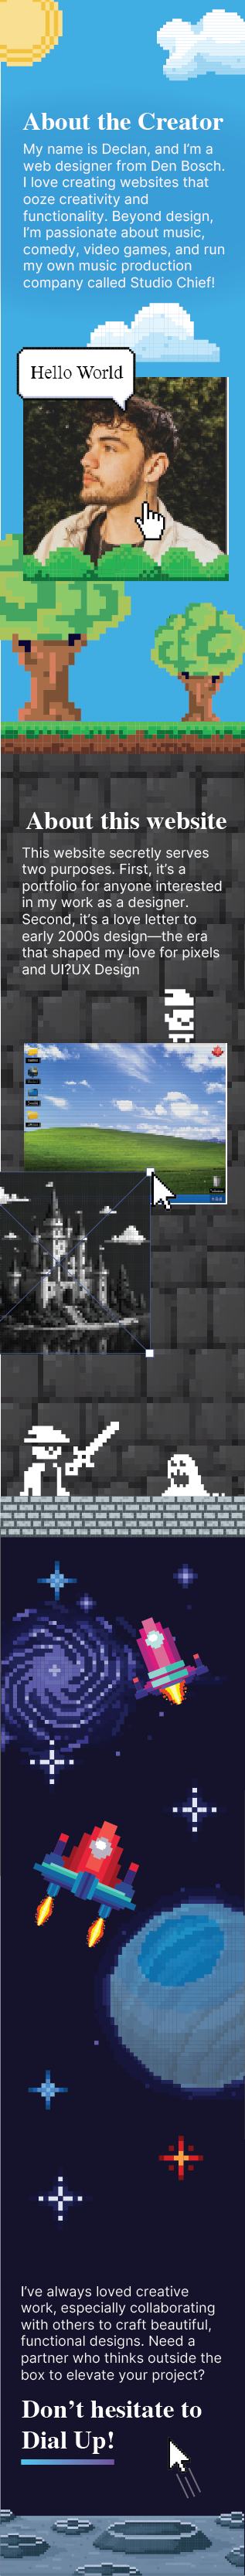 About the Creator
My name is Declan, and I'm a
web designer from Den Bosch.
I love creating websites that
ooze creativity and
functionality. Beyond design,
I'm passionate about music,
comedy, video games, and run
my own music production
company called Studio Chief!
Hello World
About this website
This website secretly serves
two purposes. First, it's a
portfolio for anyone interested
in my work as a designer.
Second, it's a love letter to
early 2000s design—the era
that shaped my love for pixels
and UI?UX Design
I've always loved creative
work, especially collaborating
with others to craft beautiful,
functional designs. Need a
partner who thinks outside the
box to elevate your project?
Don't hesitate to
Dial Up!